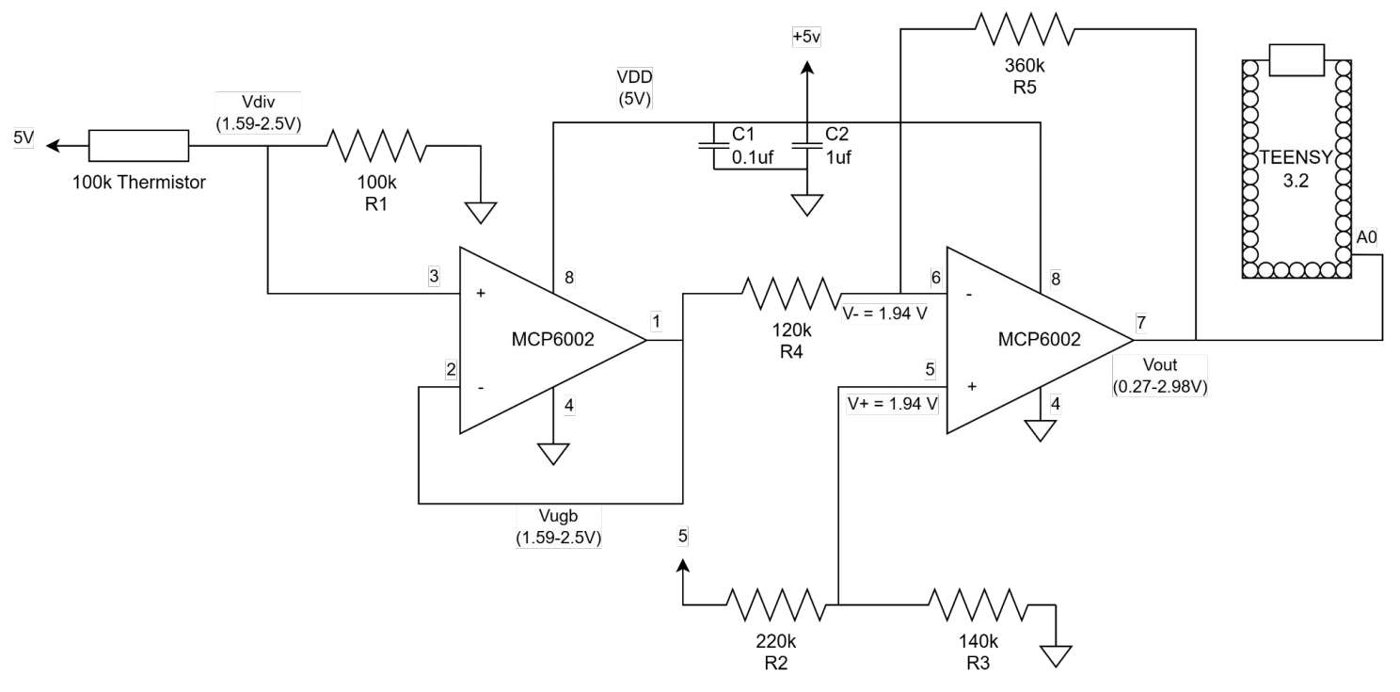 +5v
360k
R5
VDD
(5V)
Vdiv
(1.59-2.5V)
5V
100k Thermistor
100k
R1
C1
0.1uf
C2
1uf
TEENSY
3.2
A0
3
+
8
MCP6002
1
2
-
4
Vugb
(1.59-2.5V)
120k
R4
V- = 1.94 V
6
-
8
MCP6002
7
5
+
V+ = 1.94 V
4
Vout
(0.27-2.98V)
5
220k
R2
140k
R3